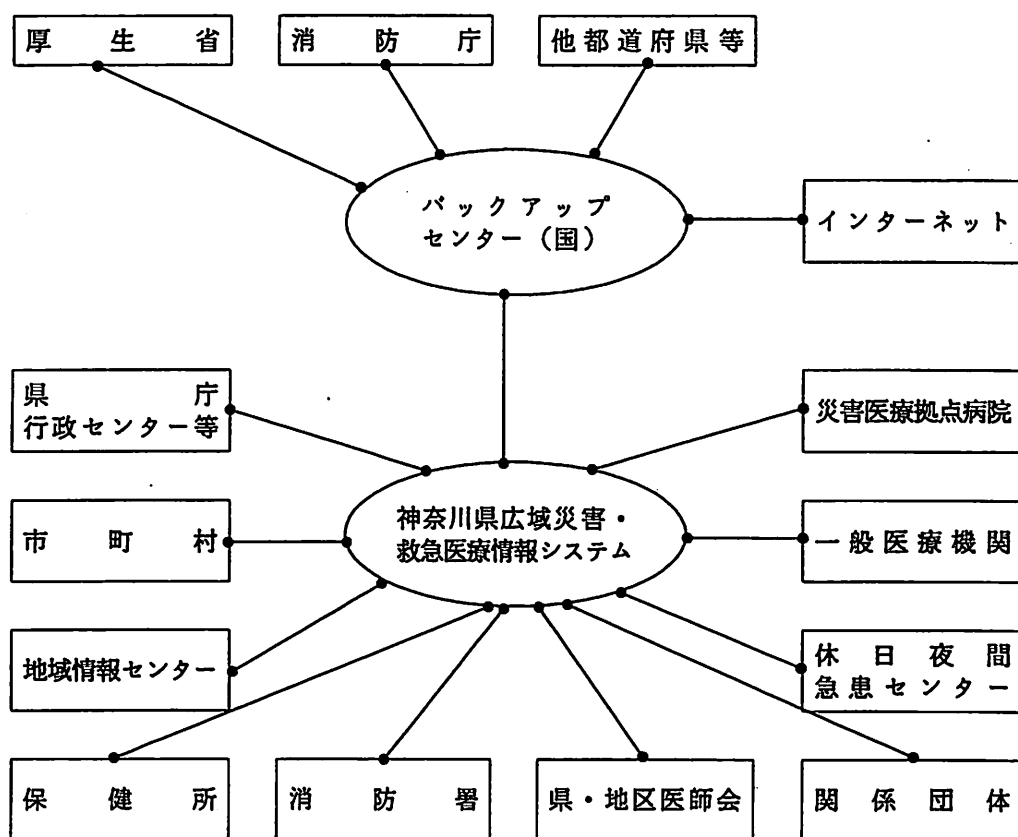 厚生省
消防庁
他都道府県等
バックアップ
センター（国）
インターネット
県庁
行政センター等
災害医療拠点病院
神奈川県広域災害・
救急医療情報システム
市町村
一般医療機関
地域情報センター
休日夜間
急患センター
保健所
消防署
県・地区医師会
関係団体